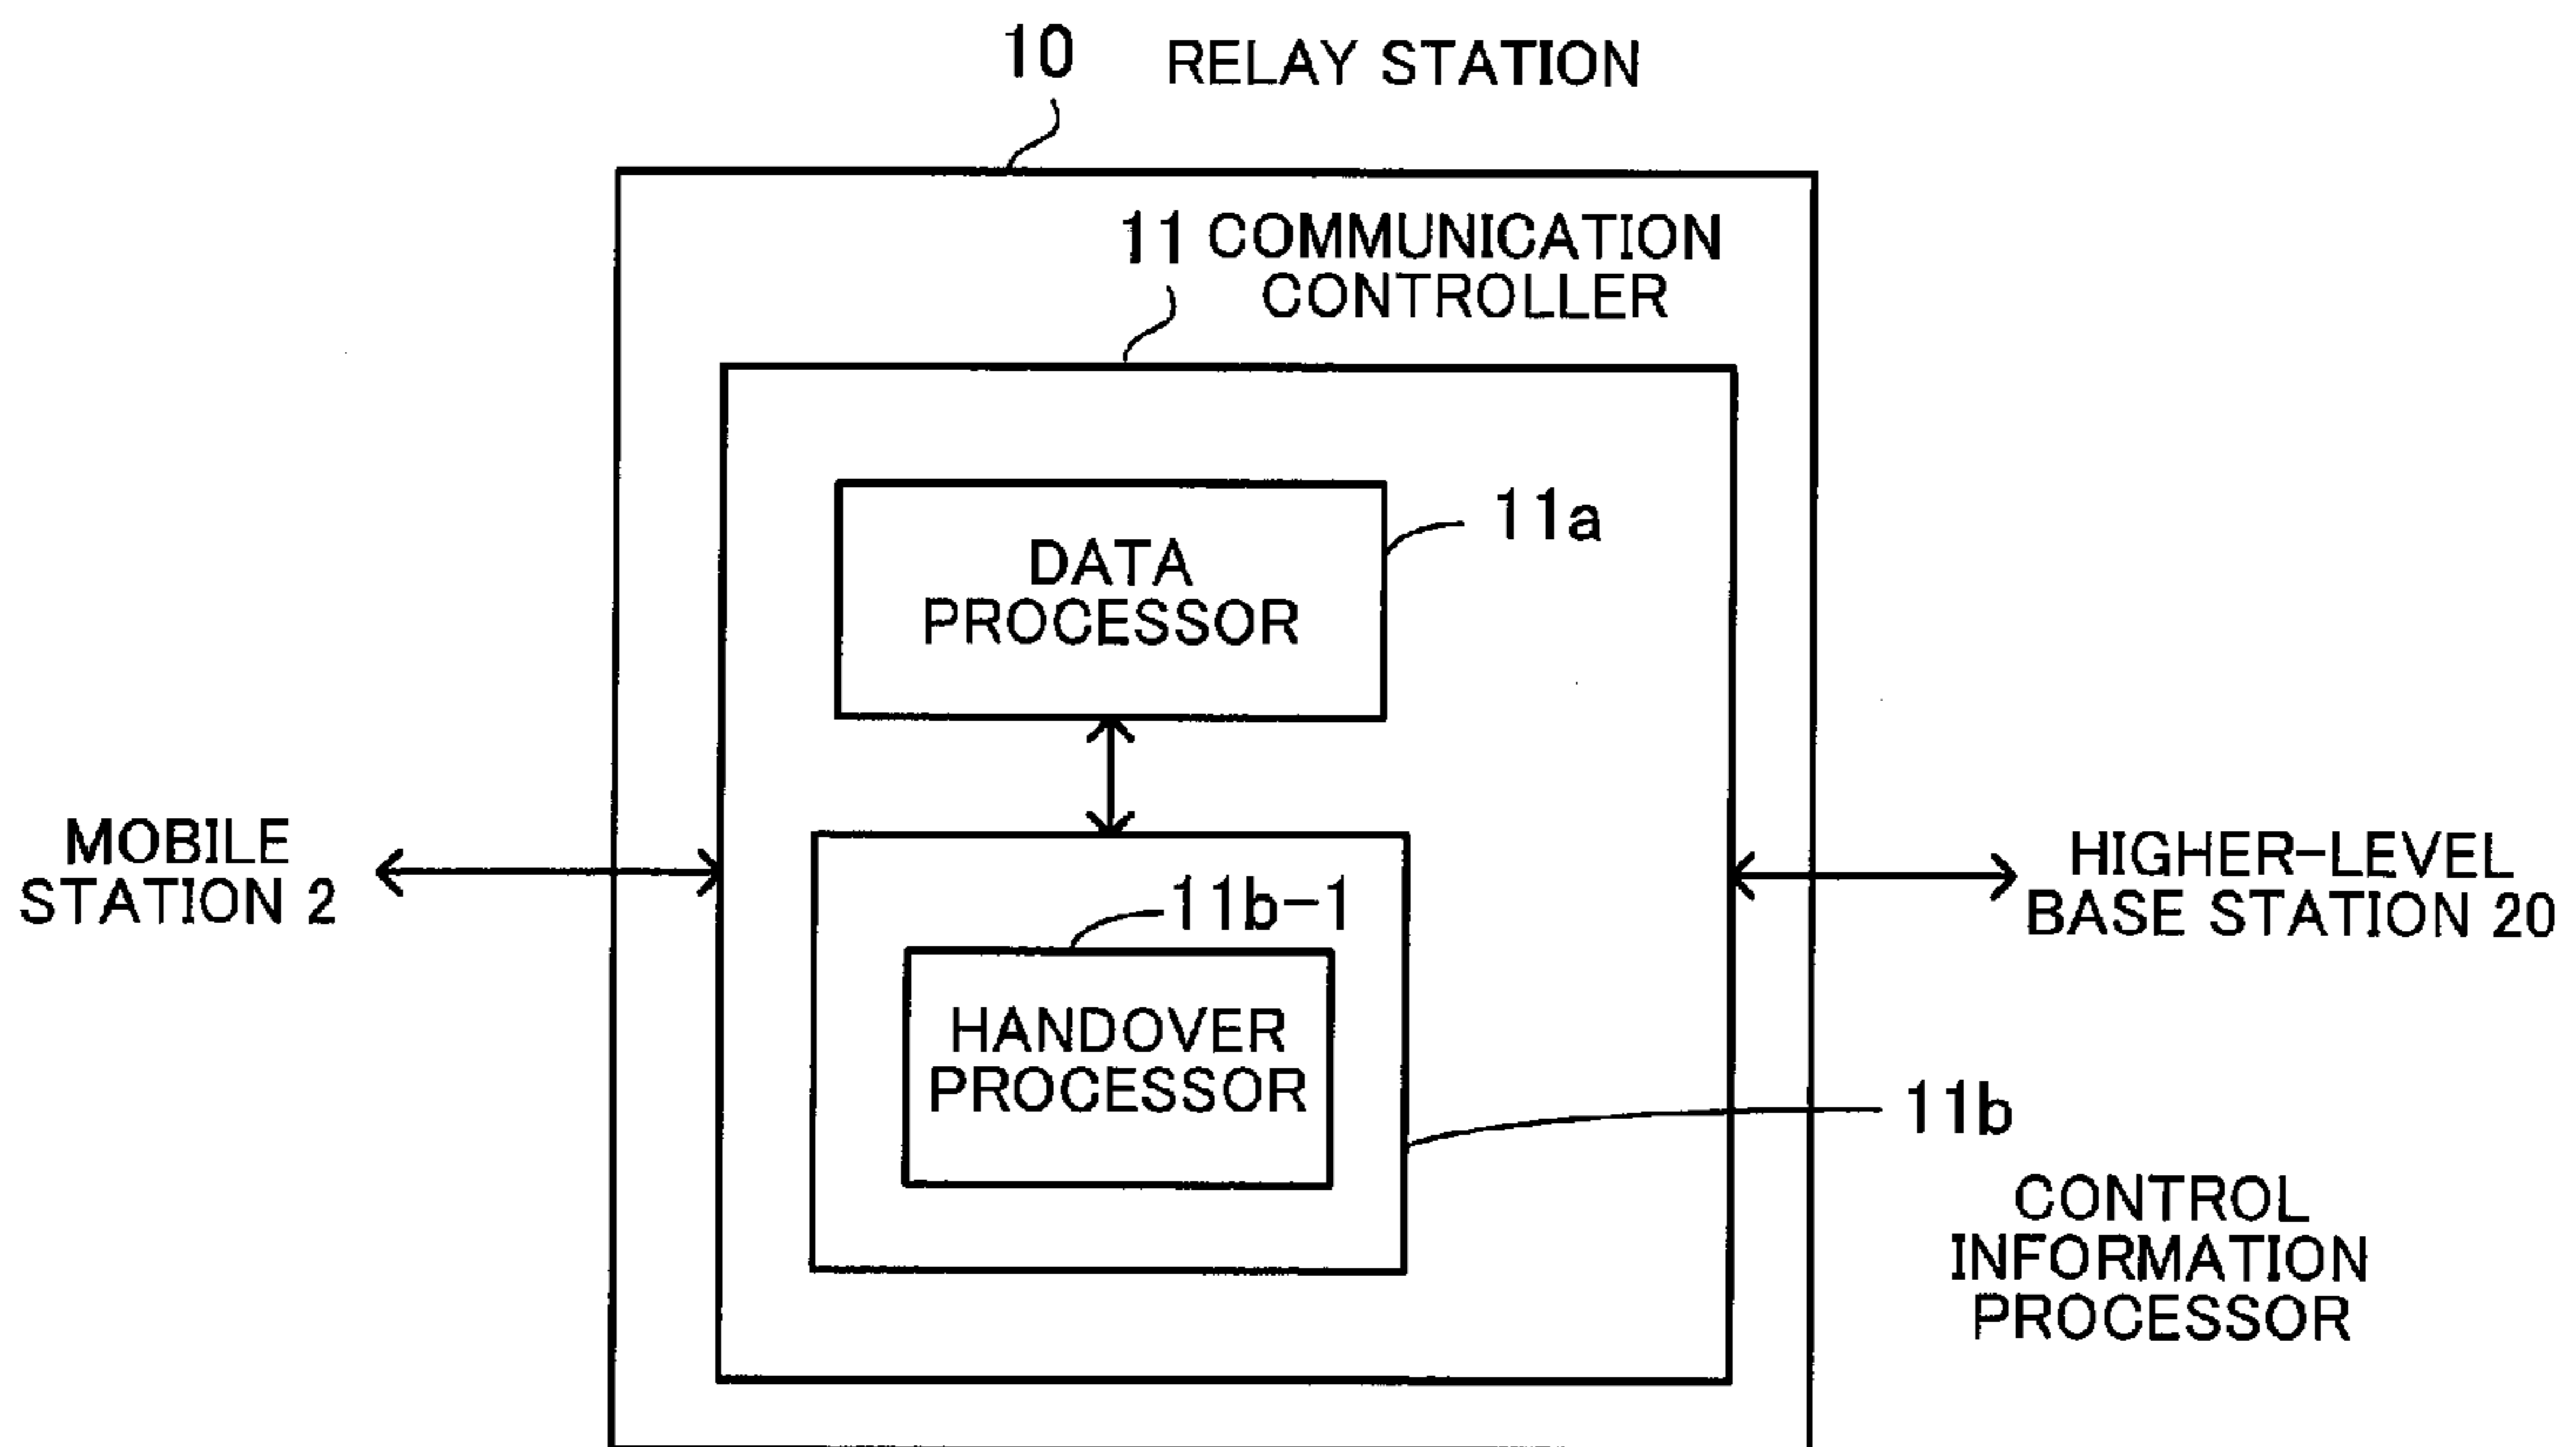 10 RELAY STATION
11 COMMUNICATION
CONTROLLER
11a
DATA
PROCESSOR
MOBILE
STATION 2
HIGHER-LEVEL
BASE STATION 20
11b-1
HANDOVER
PROCESSOR
11b
CONTROL
INFORMATION
PROCESSOR